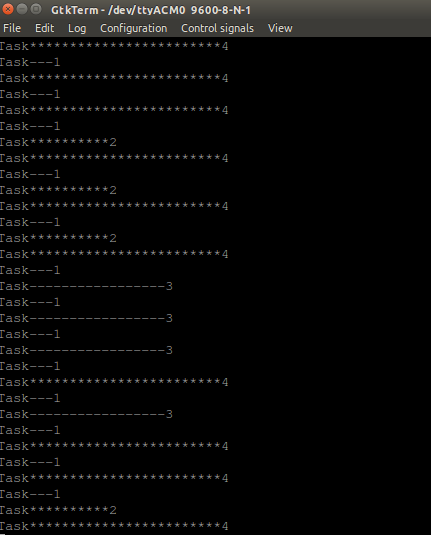 GtkTerm - /dev/ttyACM0 9600-8-N-1
File Edit Log Configuration Control signals View
Task************************4
Task---1
Task************************4
Task---1
Task************************4
Task---1
Task**********2
Task************************4
Task---1
Task**********2
Task************************4
Task---1
Task**********2
Task************************4
Task---1
Task-----------------3
Task---1
Task-----------------3
Task---1
Task-----------------3
Task---1
Task************************4
Task---1
Task-----------------3
Task---1
Task************************4
Task---1
Task************************4
Task---1
Task**********2
Task************************4